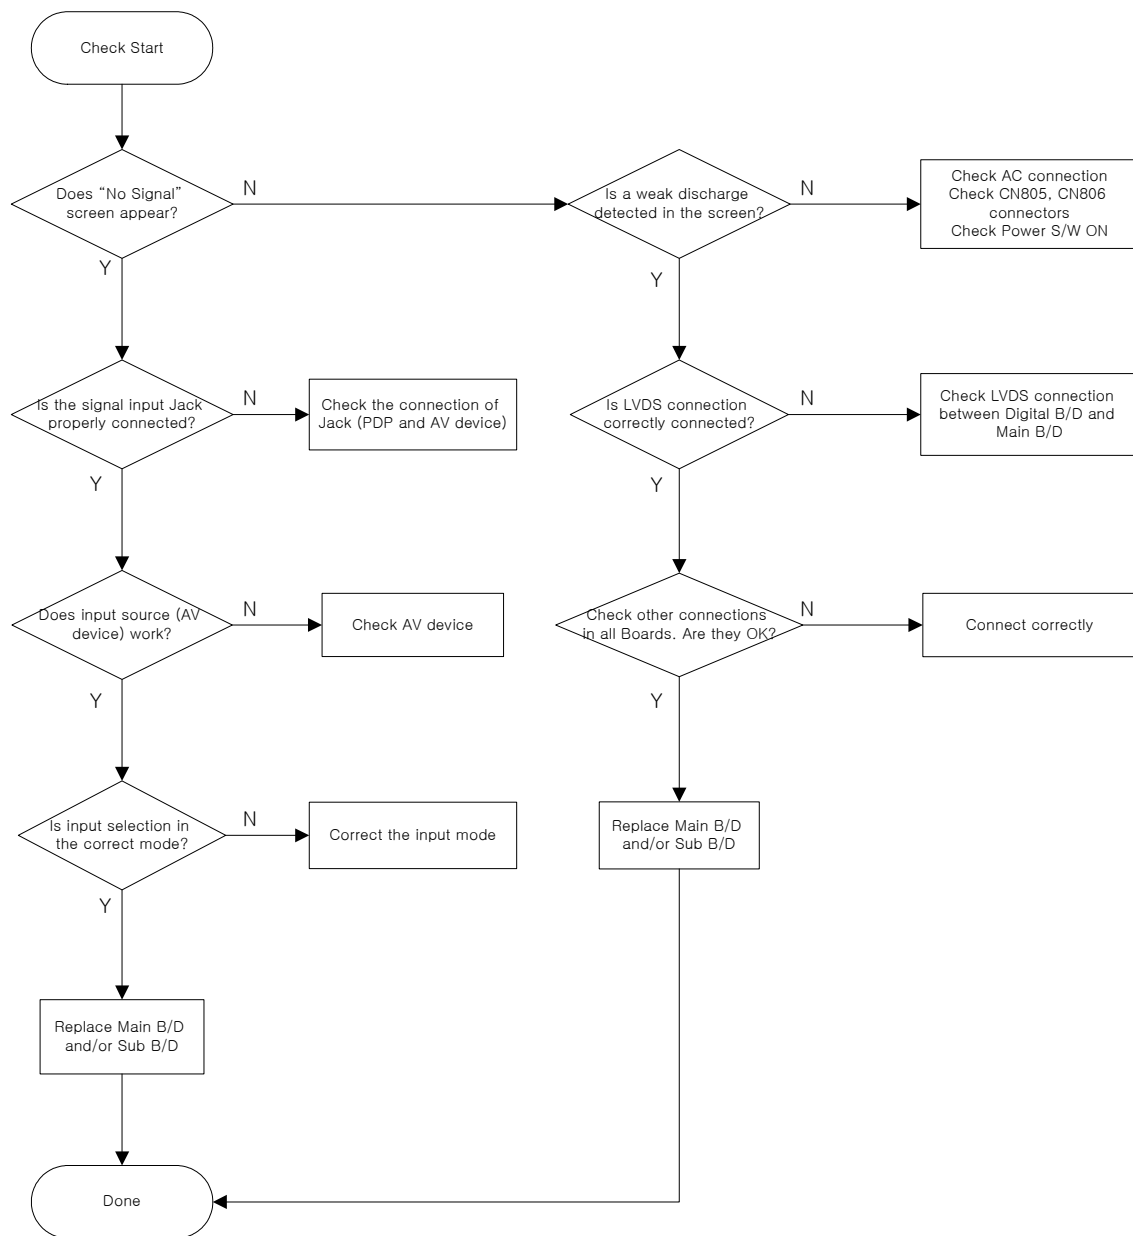 Check Start
Does “No Signal”
screen appear?
N
Y
Is a weak discharge
detected in the screen?
N
Y
Check AC connection
Check CN805, CN806
connectors
Check Power S/W ON
Is the signal input Jack
properly connected?
N
Y
Check the connection of
Jack (PDP and AV device)
Is LVDS connection
correctly connected?
N
Y
Check LVDS connection
between Digital B/D and
Main B/D
Does input source (AV
device) work?
N
Y
Check AV device
Check other connections
in all Boards. Are they OK?
N
Y
Connect correctly
Is input selection in
the correct mode?
N
Y
Correct the input mode
Replace Main B/D
and/or Sub B/D
Replace Main B/D
and/or Sub B/D
Done